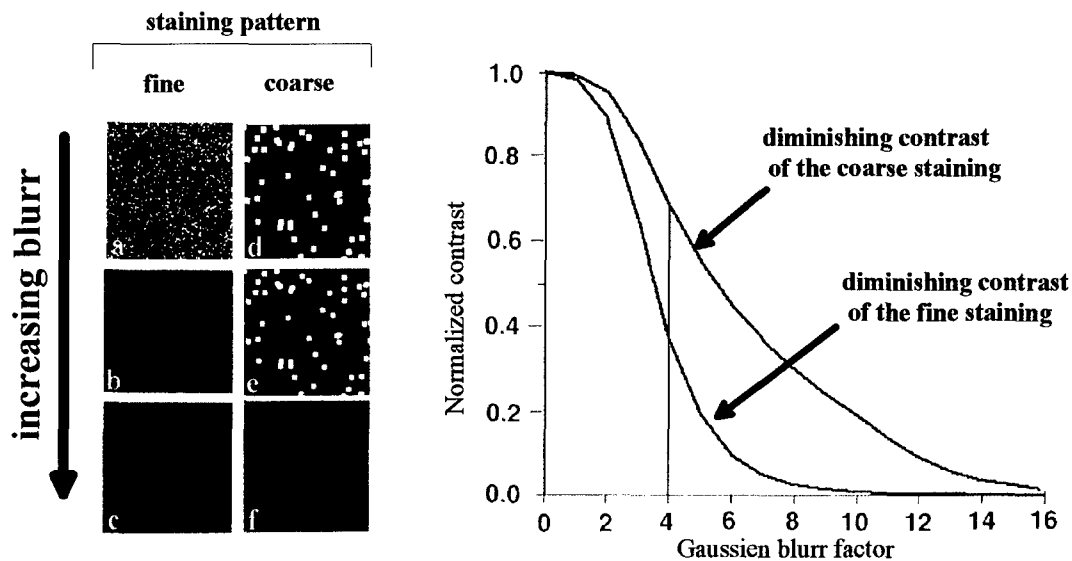 staining pattern
fine coarse
increasing blurr
a
d
b
e
c
f
Normalized contrast
1.0
0.8
0.6
0.4
0.2
0.0
0 2 4 6 8 10 12 14 16
Gaussien blurr factor
diminishing contrast
of the coarse staining
diminishing contrast
of the fine staining